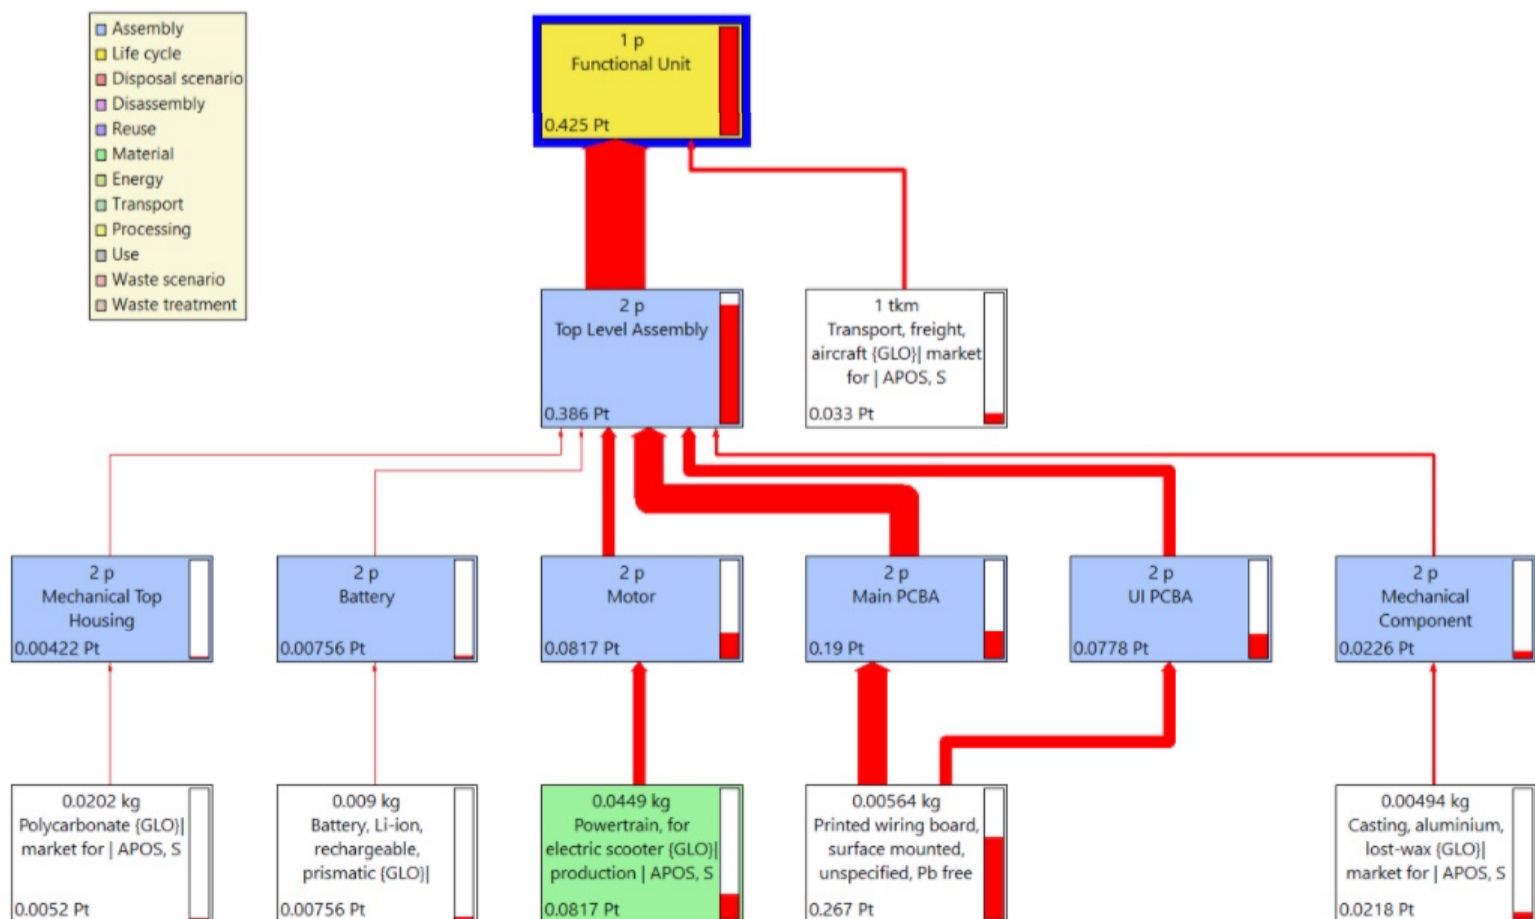 Assembly
Life cycle
Disposal scenario
Disassembly
Reuse
Material
Energy
Transport
Processing
Use
Waste scenario
Waste treatment
1 p
Functional Unit
0.425 Pt
2 p
Top Level Assembly
0.386 Pt
1 tkm
Transport, freight,
aircraft {GLO}| market
for | APOS, S
0.033 Pt
2 p
Mechanical Top
Housing
0.00422 Pt
2 p
Battery
0.00756 Pt
2 p
Motor
0.0817 Pt
2 p
Main PCBA
0.19 Pt
2 p
UI PCBA
0.0778 Pt
2 p
Mechanical
Component
0.0226 Pt
0.0202 kg
Polycarbonate {GLO}|
market for | APOS, S
0.0052 Pt
0.009 kg
Battery, Li-ion,
rechargeable,
prismatic {GLO}|
0.00756 Pt
0.0449 kg
Powertrain, for
electric scooter {GLO}|
production | APOS, S
0.0817 Pt
0.00564 kg
Printed wiring board,
surface mounted,
unspecified, Pb free
0.267 Pt
0.00494 kg
Casting, aluminium,
lost-wax {GLO}|
market for | APOS, S
0.0218 Pt